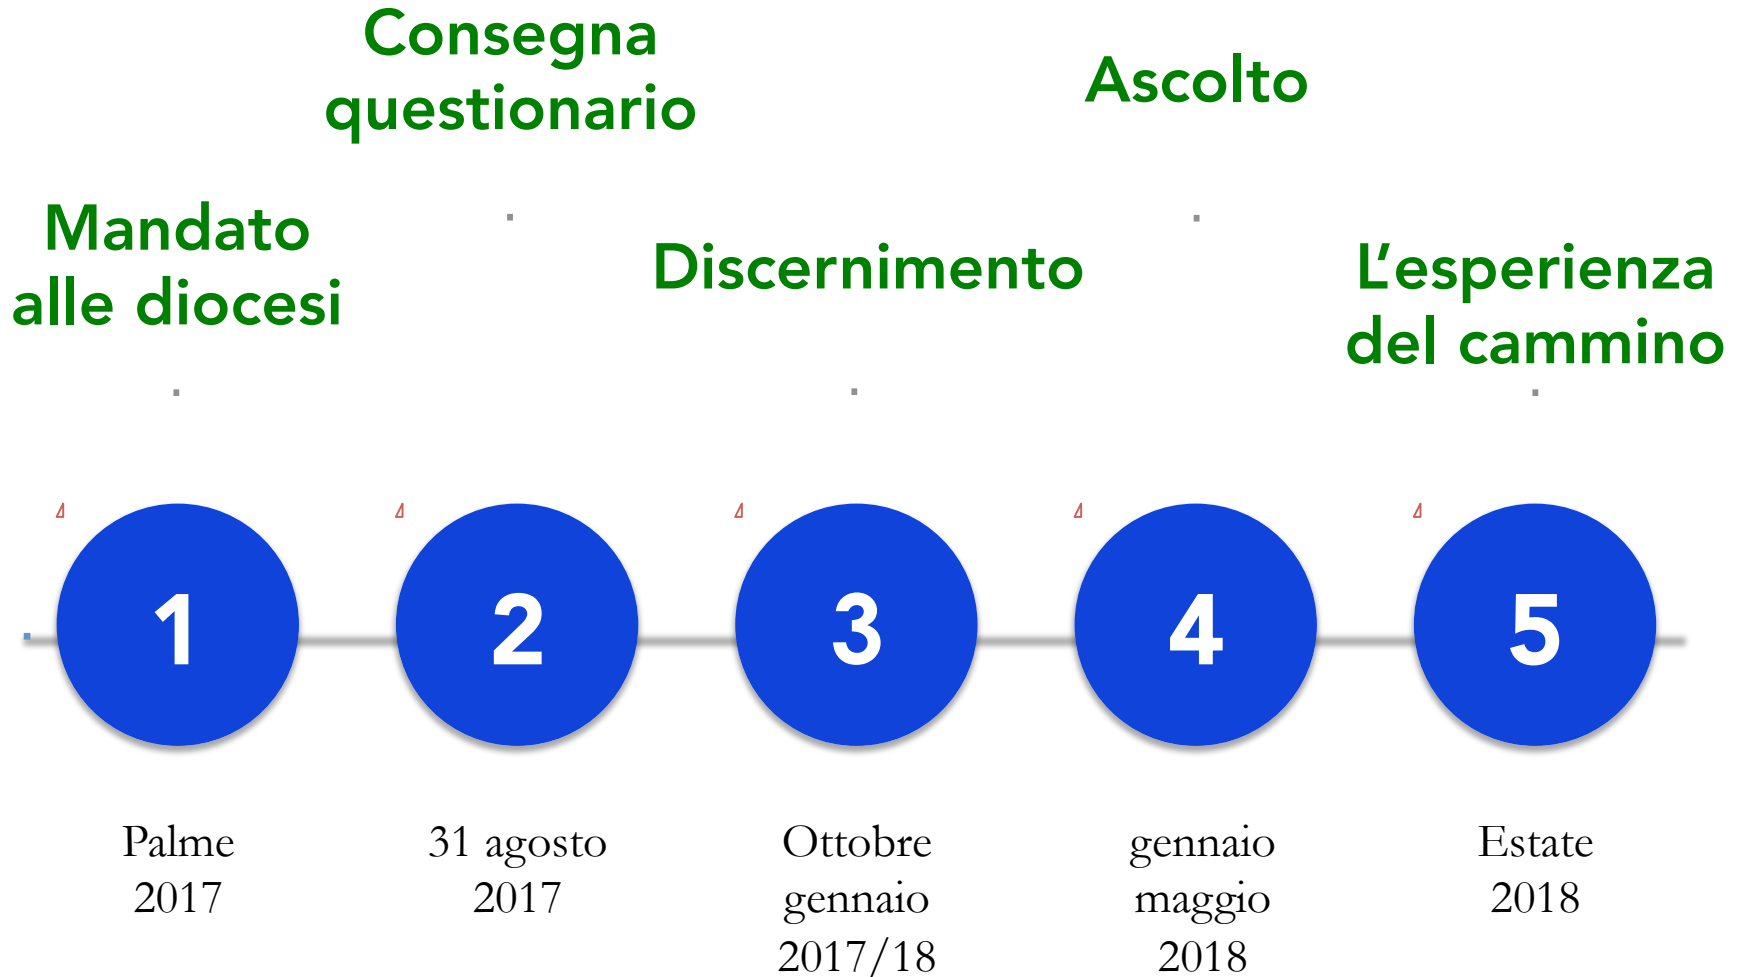 Mandato
alle diocesi
Consegna
questionario
Discernimento
Ascolto
L'esperienza
del cammino
1
2
3
4
5
Palme
2017
31 agosto
2017
Ottobre
gennaio
2017/18
gennaio
maggio
2018
Estate
2018